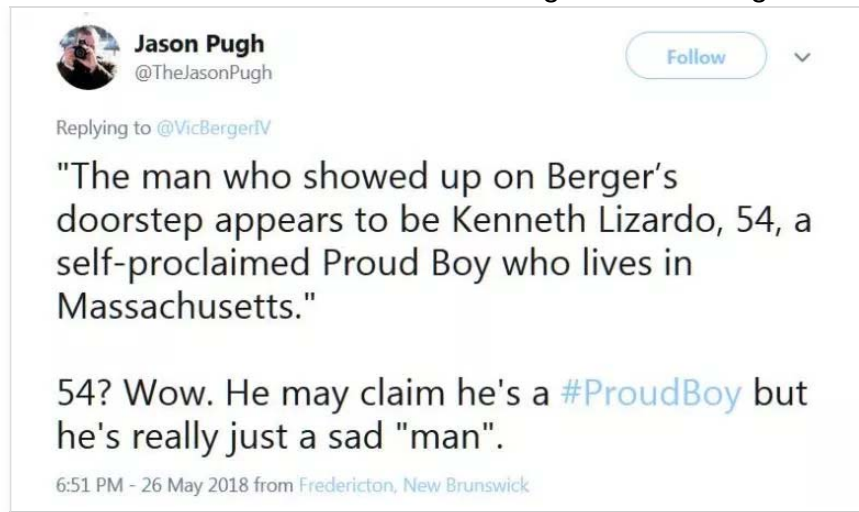 Jason Pugh
@TheJasonPugh
Follow
Replying to @VicBergerIV
"The man who showed up on Berger’s
doorstep appears to be Kenneth Lizardo, 54, a
self-proclaimed Proud Boy who lives in
Massachusetts."
54? Wow. He may claim he's a #ProudBoy but
he's really just a sad "man".
6:51 PM - 26 May 2018 from Fredericton, New Brunswick